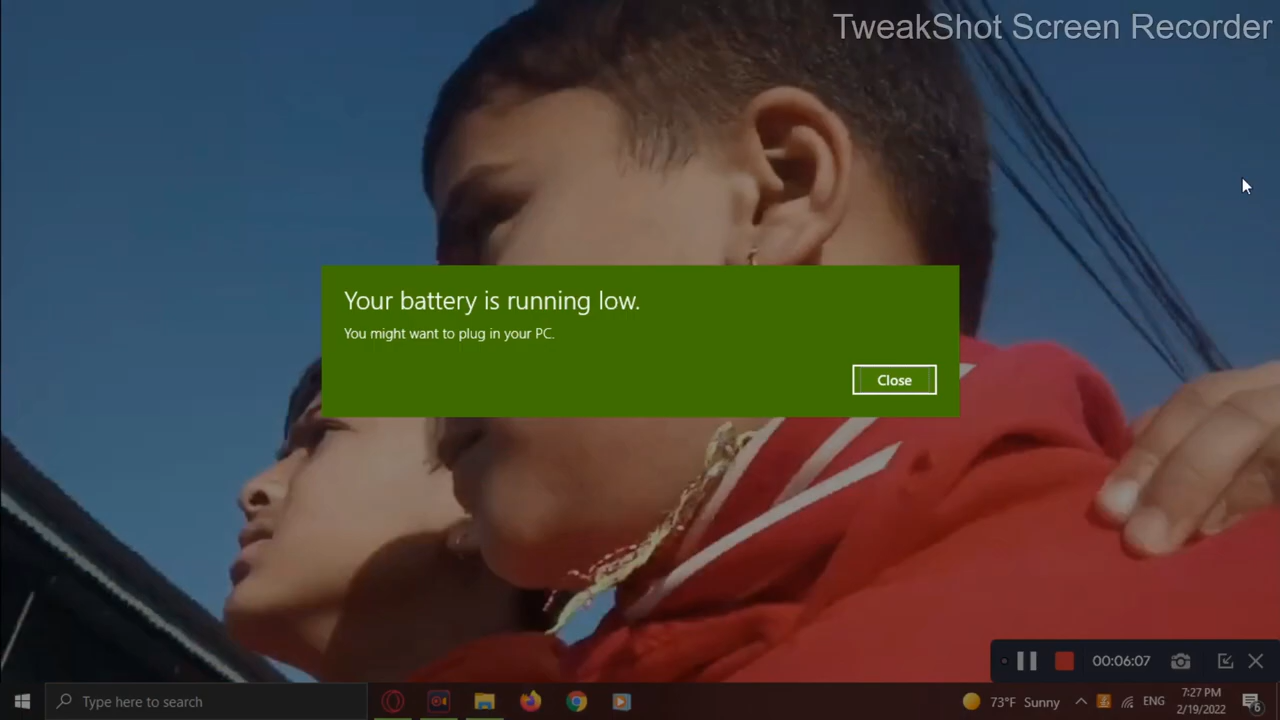 TweakShot Screen Recorder
Your battery is running low.
You might want to plug in your PC.
Close
00:06:07
Type here to search
73°F Sunny
ENG
7:27 PM
2/19/2022
6